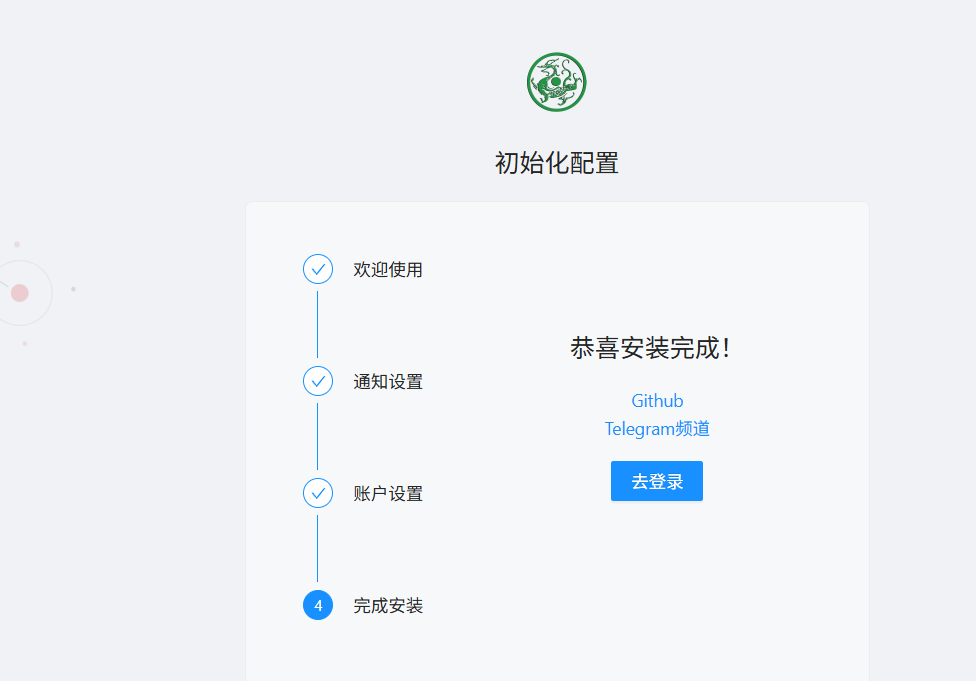 初始化配置
欢迎使用
通知设置
账户设置
4 完成安装
恭喜安装完成！
Github
Telegram频道
去登录